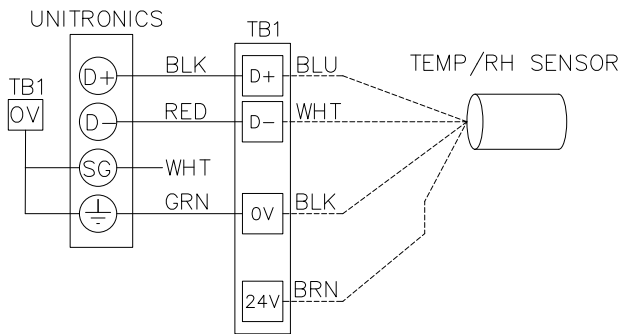 UNITRONICS
TB1
TEMP/RH SENSOR
D+ BLK D+ BLU
TB1
0V
D- RED D- WHT
SG WHT
GRN 0V BLK
24V BRN